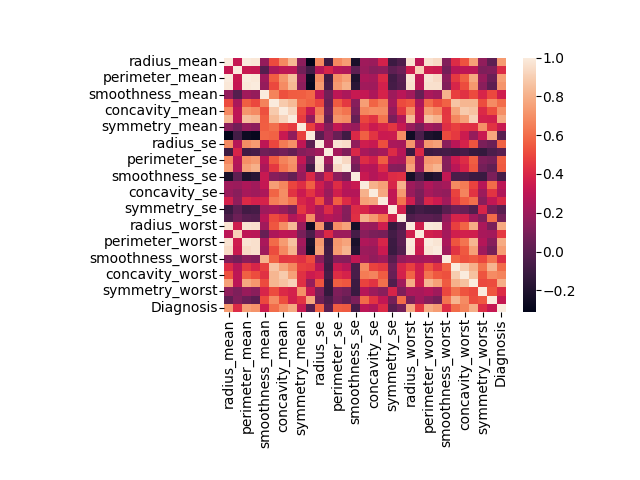 radius_mean
perimeter_mean
smoothness_mean
concavity_mean
symmetry_mean
radius_se
perimeter_se
smoothness_se
concavity_se
symmetry_se
radius_worst
perimeter_worst
smoothness_worst
concavity_worst
symmetry_worst
Diagnosis
radius_mean
perimeter_mean
smoothness_mean
concavity_mean
symmetry_mean
radius_se
perimeter_se
smoothness_se
concavity_se
symmetry_se
radius_worst
perimeter_worst
smoothness_worst
concavity_worst
symmetry_worst
Diagnosis
1.0
0.8
0.6
0.4
0.2
0.0
−0.2